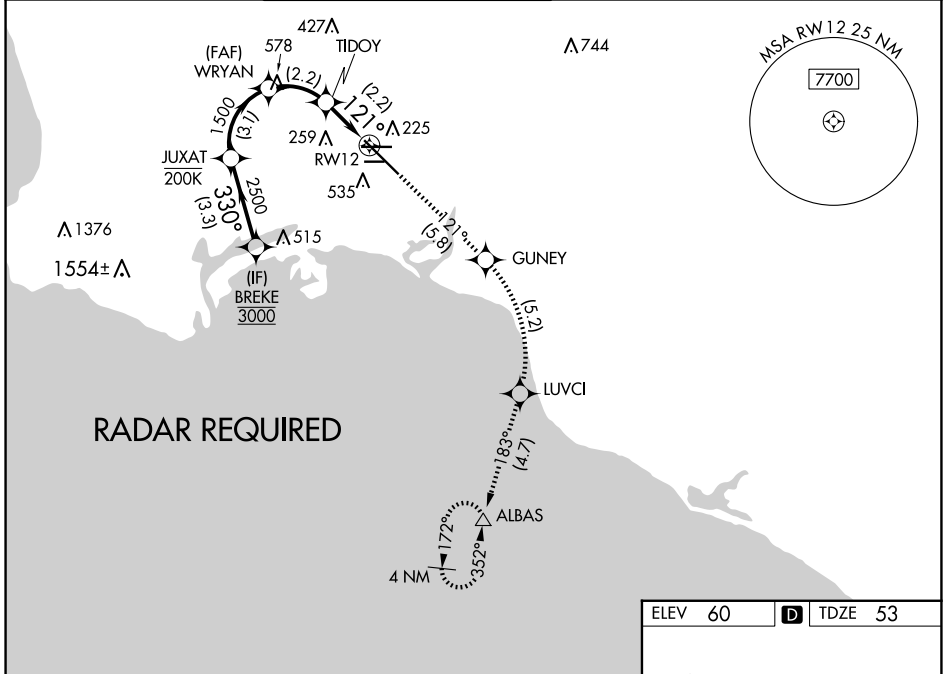 427
578
TIDOY
(FAF)
WRYAN
(2.2)
744
MSA RW12 25 NM
7700
1500
(3.1)
(2.2)
121°
225
259
RW12
535
JUXAT
200K
330°
(3.3)
2500
1376
1554±
515
(IF)
BREKE
3000
121°
(5.8)
GUNEY
(5.2)
LUVCI
RADAR REQUIRED
183°
(4.7)
ALBAS
172°
352°
4 NM
ELEV 60 D TDZE 53